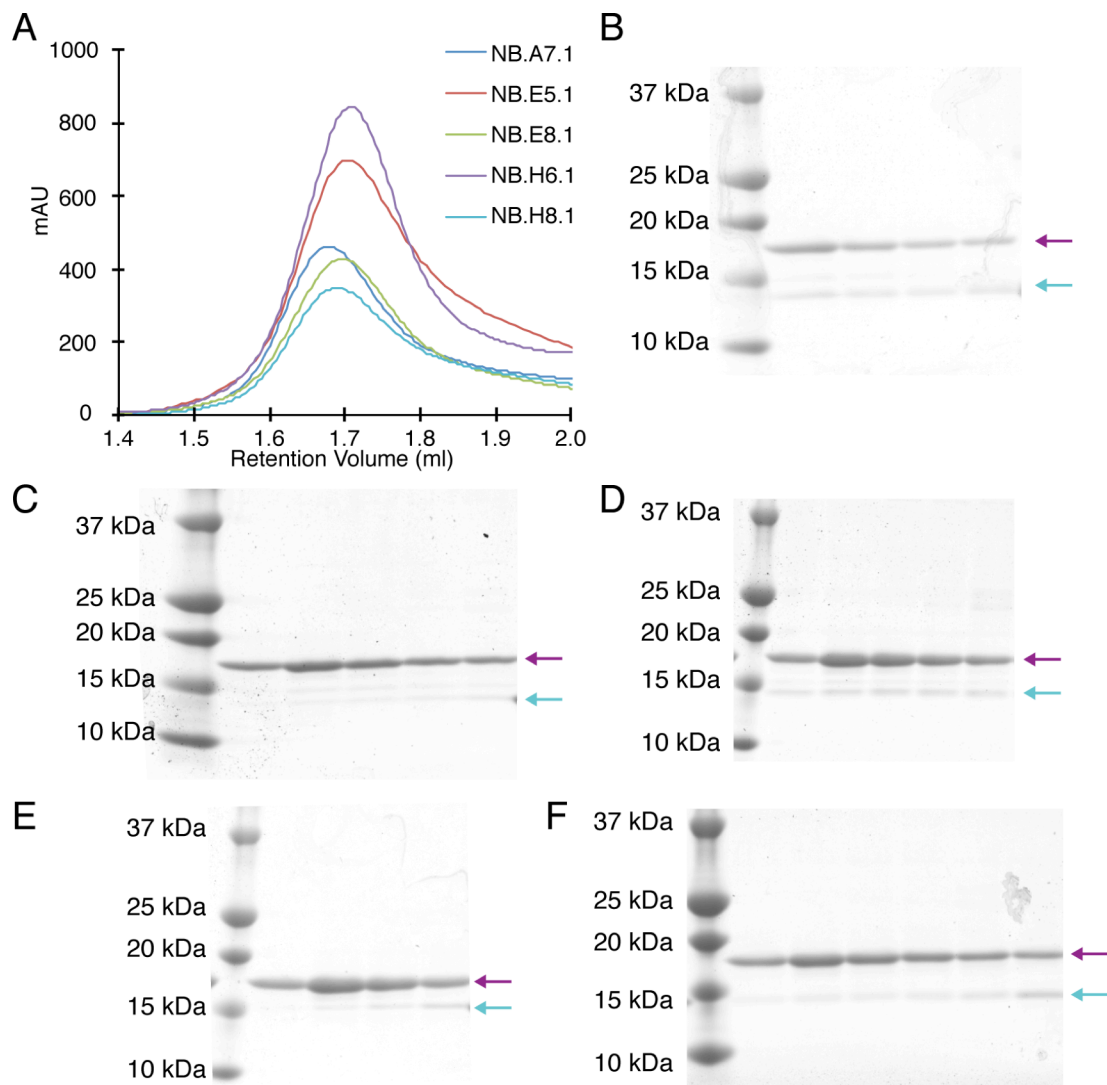 A
1000
800
600
400
200
0
mAU
1.4 1.5 1.6 1.7 1.8 1.9 2.0
Retention Volume (ml)
NB.A7.1
NB.E5.1
NB.E8.1
NB.H6.1
NB.H8.1
B
37 kDa
25 kDa
20 kDa
15 kDa
10 kDa
C
37 kDa
25 kDa
20 kDa
15 kDa
10 kDa
D
37 kDa
25 kDa
20 kDa
15 kDa
10 kDa
E
37 kDa
25 kDa
20 kDa
15 kDa
10 kDa
F
37 kDa
25 kDa
20 kDa
15 kDa
10 kDa